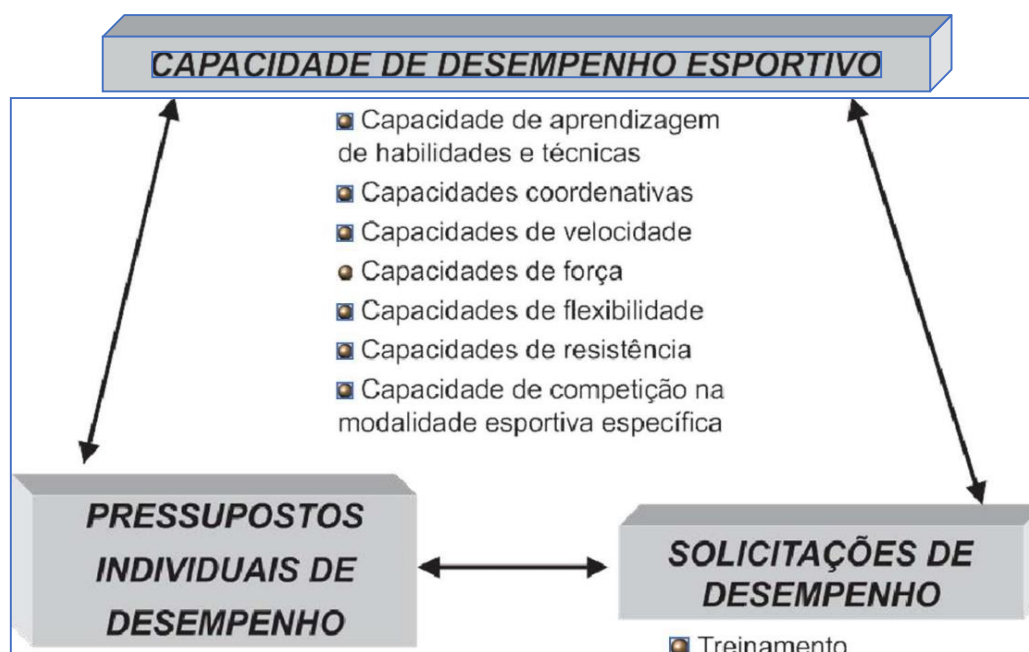 CAPACIDADE DE DESEMPENHO ESPORTIVO
Capacidade de aprendizagem
de habilidades e técnicas
Capacidades coordenativas
Capacidades de velocidade
Capacidades de força
Capacidades de flexibilidade
Capacidades de resistência
Capacidade de competição na
modalidade esportiva específica
PRESSUPOSTOS
INDIVIDUAIS DE
DESEMPENHO
SOLICITAÇÕES DE
DESEMPENHO
Treinamento